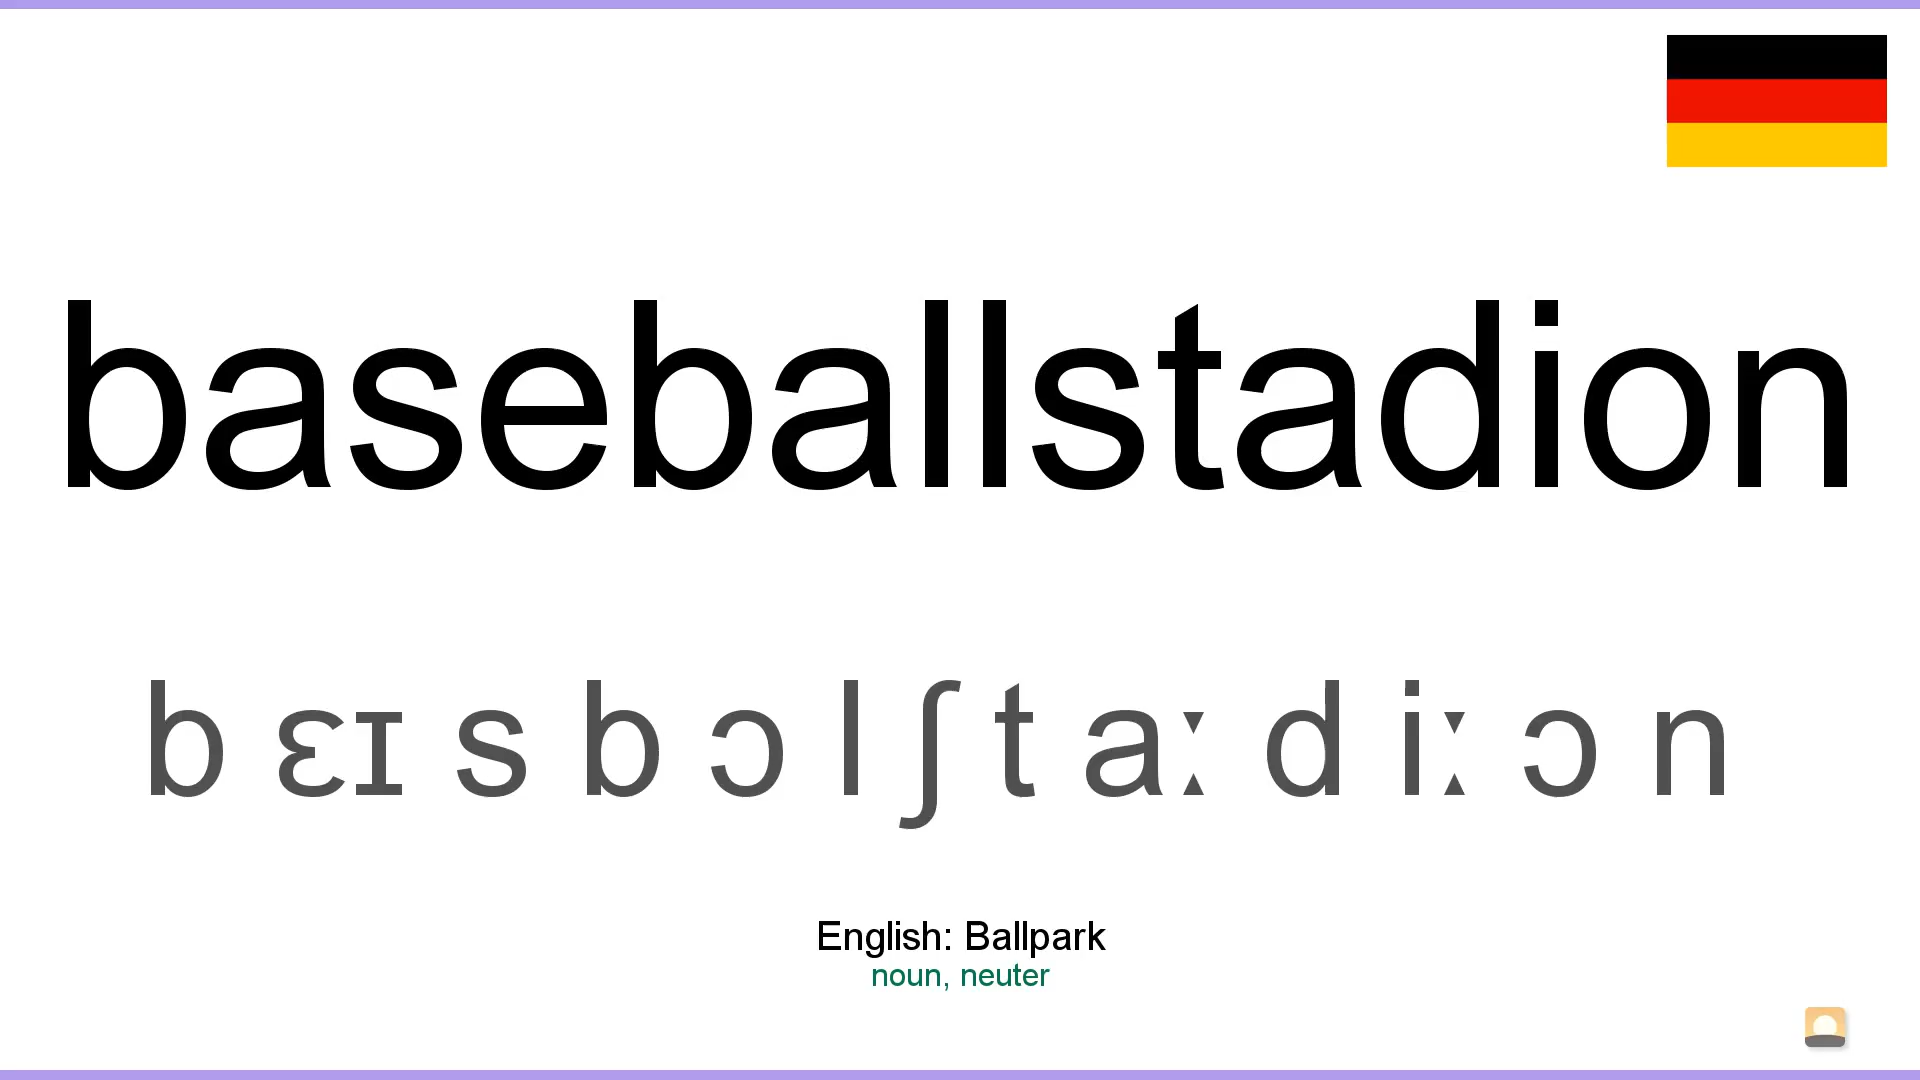 baseballstadion
b ɛɪ s b ɔ l ʃ t aː d iː ɔ n
English: Ballpark
noun, neuter